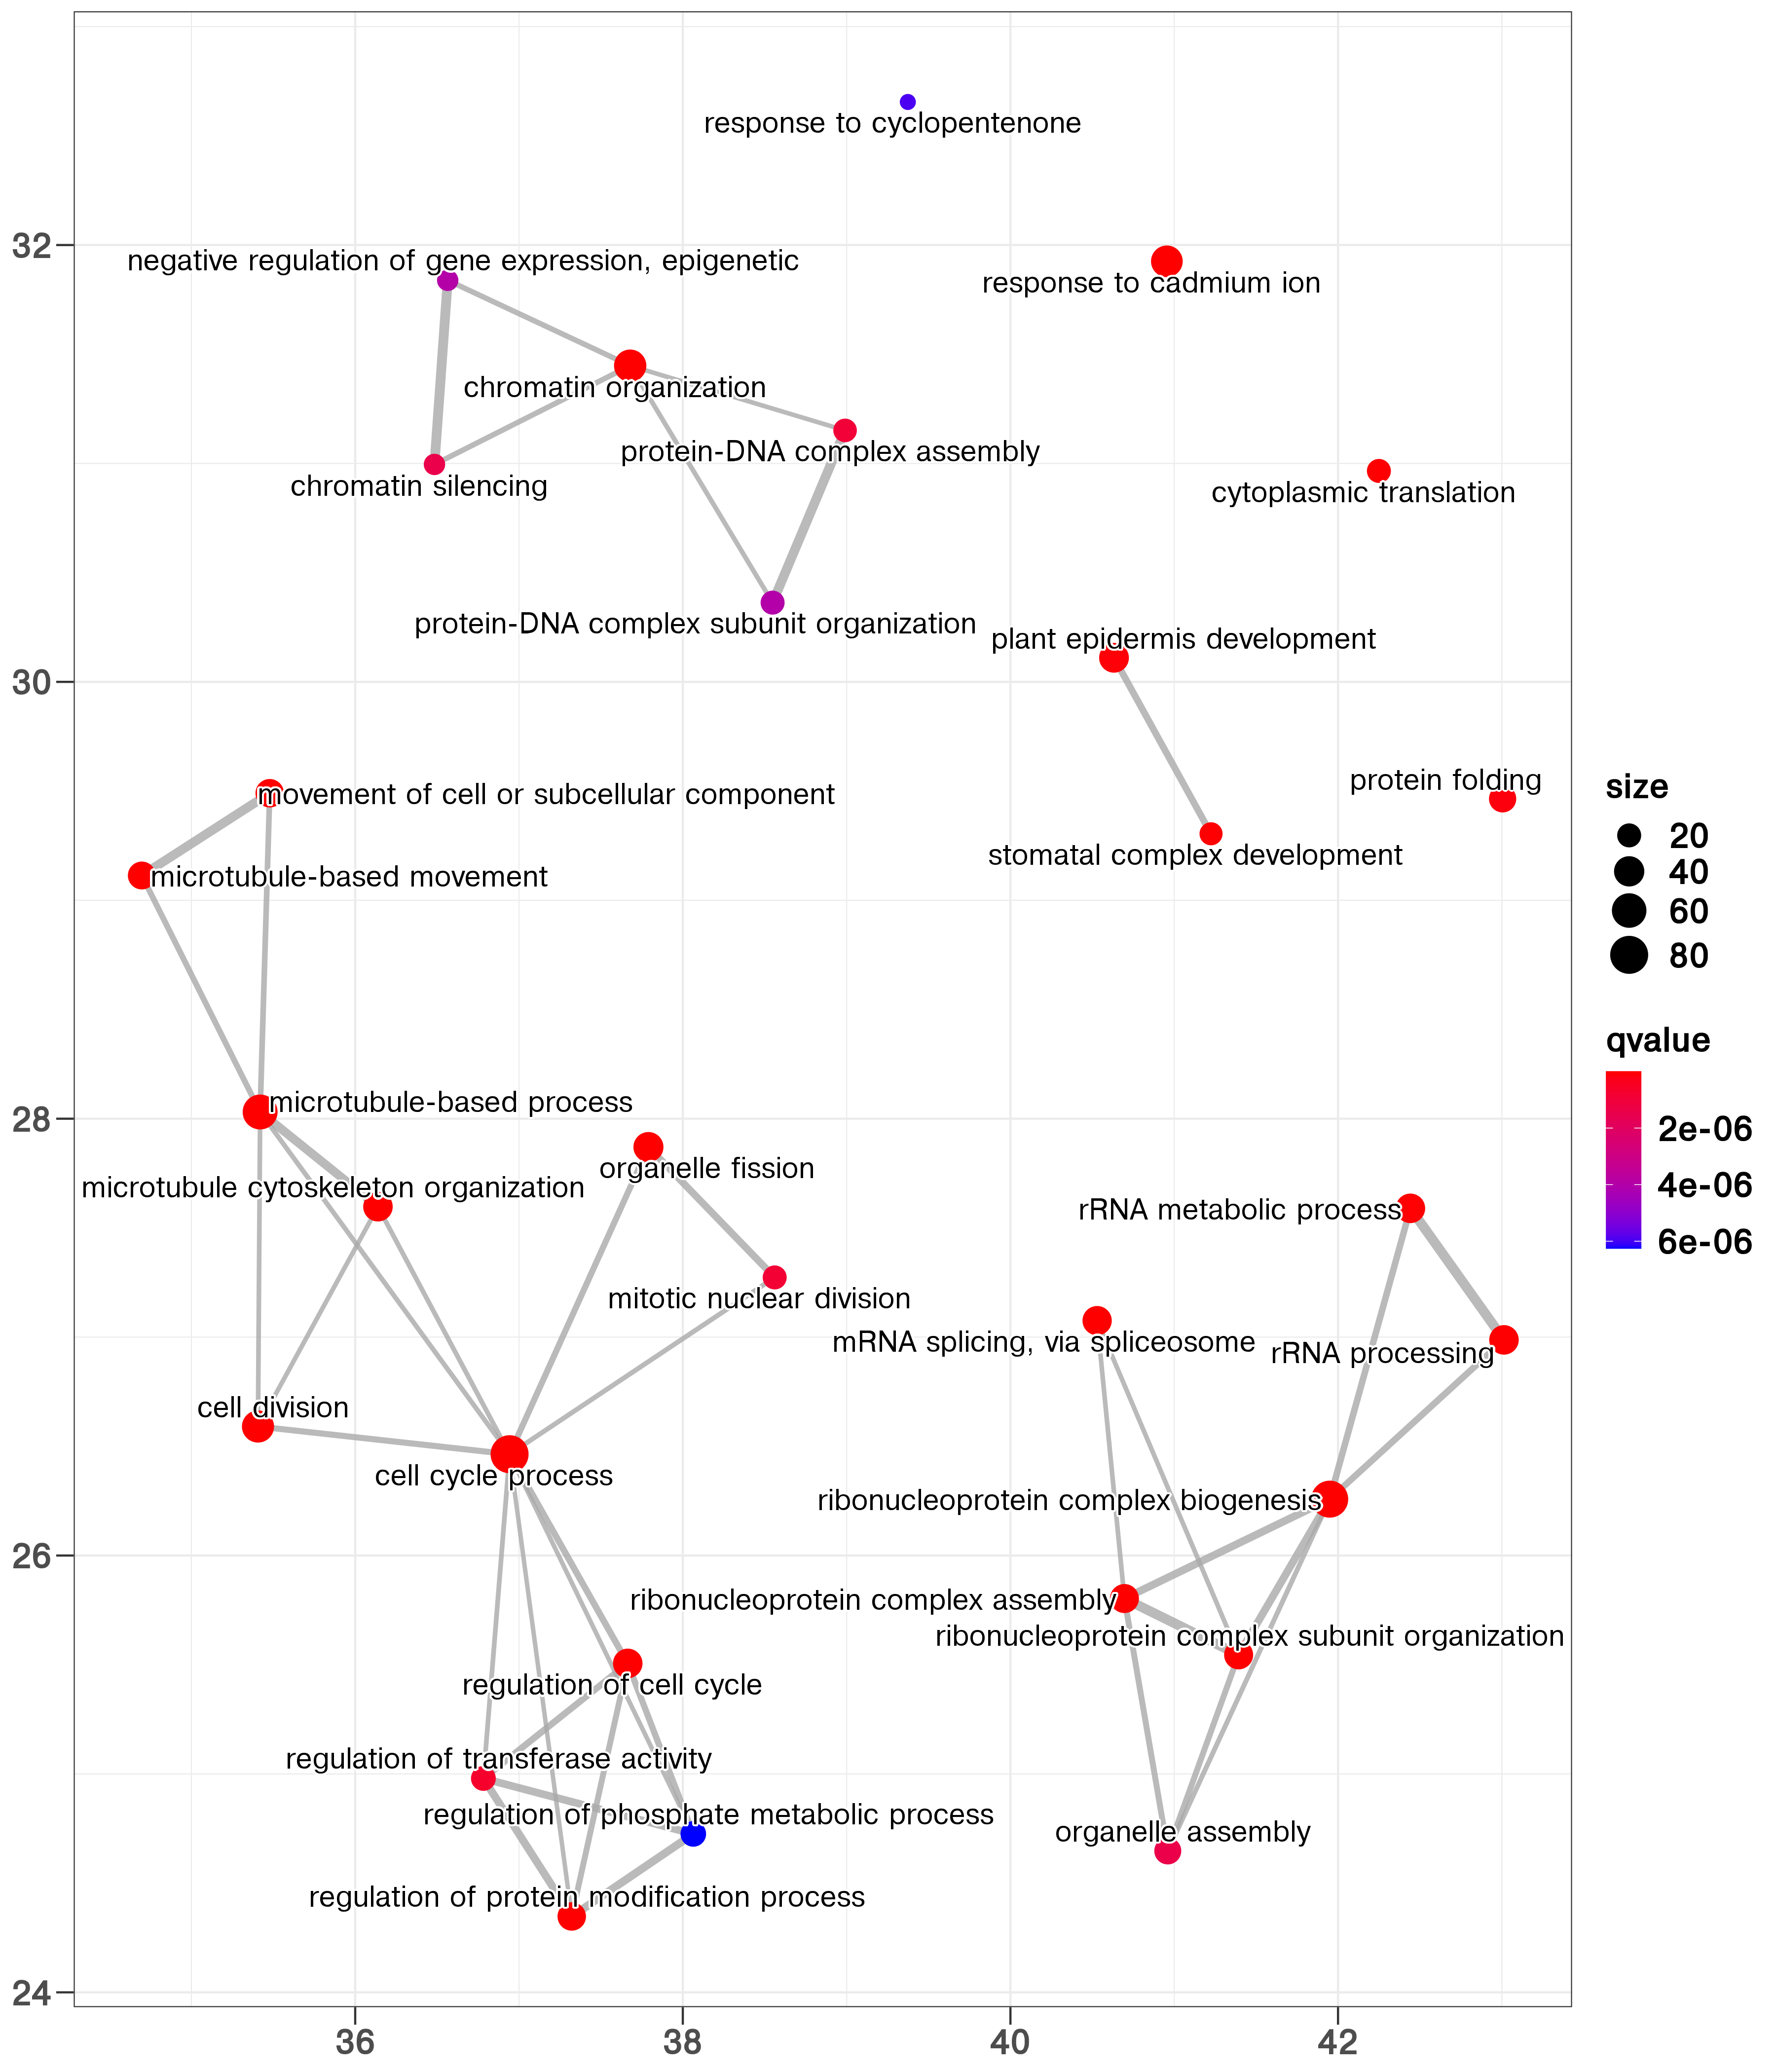 response to cyclopentenone
32
negative regulation of gene expression, epigenetic
response to cadmium ion
chromatin organization
protein-DNA complex assembly
chromatin silencing
cytoplasmic translation
protein-DNA complex subunit organization
plant epidermis development
30
protein folding
movement of cell or subcellular component
stomatal complex development
microtubule-based movement
size
20
40
60
80
qvalue
2e-06
4e-06
6e-06
microtubule-based process
28
organelle fission
microtubule cytoskeleton organization
rRNA metabolic process
mitotic nuclear division
mRNA splicing, via spliceosome
rRNA processing
cell division
cell cycle process
ribonucleoprotein complex biogenesis
26
ribonucleoprotein complex assembly
ribonucleoprotein complex subunit organization
regulation of cell cycle
regulation of transferase activity
regulation of phosphate metabolic process
organelle assembly
regulation of protein modification process
24
36
38
40
42